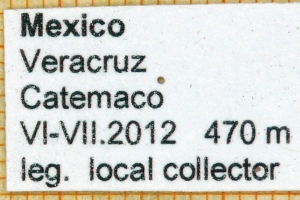 Mexico
Veracruz
Catemaco
VI-VII.2012 470 m
leg. local collector